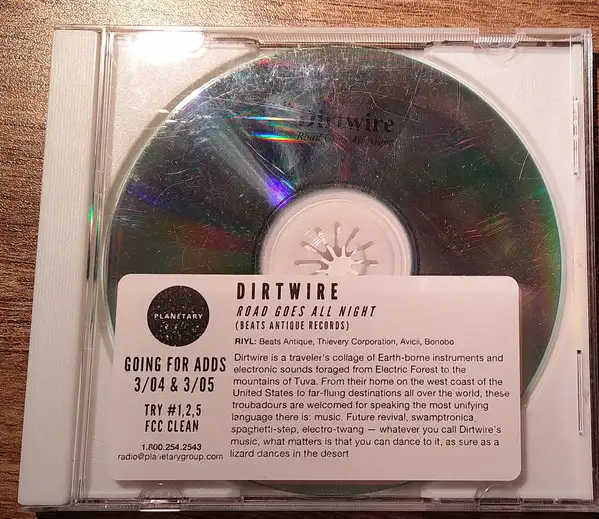 Dirtwire
Road Goes All Night
PLANETARY
GOING FOR ADDS
3/04 & 3/05
TRY #1,2,5
FCC CLEAN
1.800.254.2543
radio@planetarygroup.com
DIRTWIRE
ROAD GOES ALL NIGHT
(BEATS ANTIQUE RECORDS)
RIYL: Beats Antique, Thievery Corporation, Avicii, Bonobo
Dirtwire is a traveler's collage of Earth-borne instruments and
electronic sounds foraged from Electric Forest to the
mountains of Tuva. From their home on the west coast of the
United States to far-flung destinations all over the world, these
troubadours are welcomed for speaking the most unifying
language there is: music. Future revival, swamptronica,
spaghetti-step, electro-twang — whatever you call Dirtwire's
music, what matters is that you can dance to it, as sure as a
lizard dances in the desert